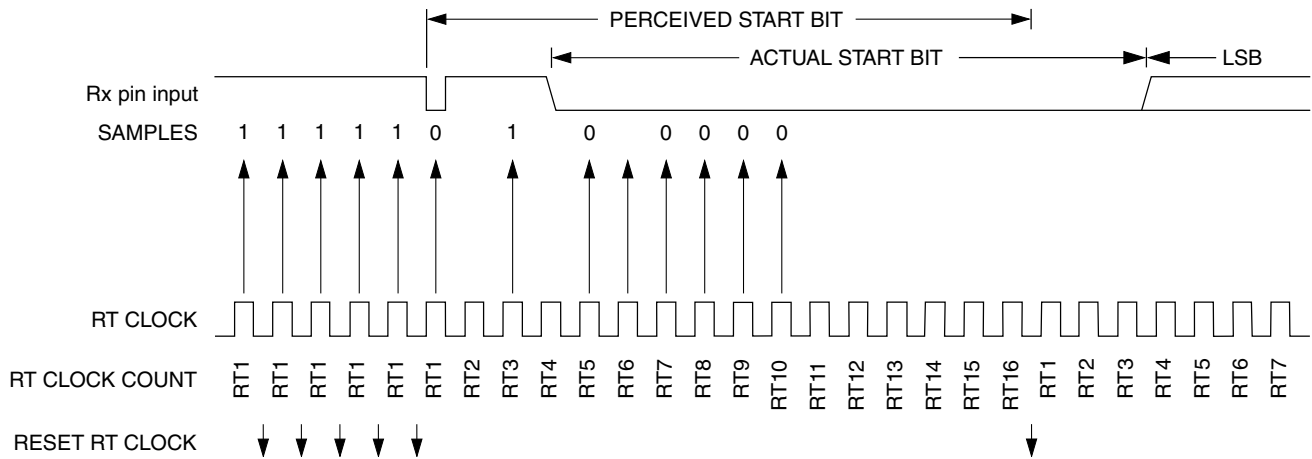 PERCEIVED START BIT
ACTUAL START BIT LSB
Rx pin input
SAMPLES 1 1 1 1 1 0 1 0 0 0 0 0
RT CLOCK
RT CLOCK COUNT RT1 RT1 RT1 RT1 RT1 RT1 RT2 RT3 RT4 RT5 RT6 RT7 RT8 RT9 RT10 RT11 RT12 RT13 RT14 RT15 RT16 RT1 RT2 RT3 RT4 RT5 RT6 RT7
RESET RT CLOCK